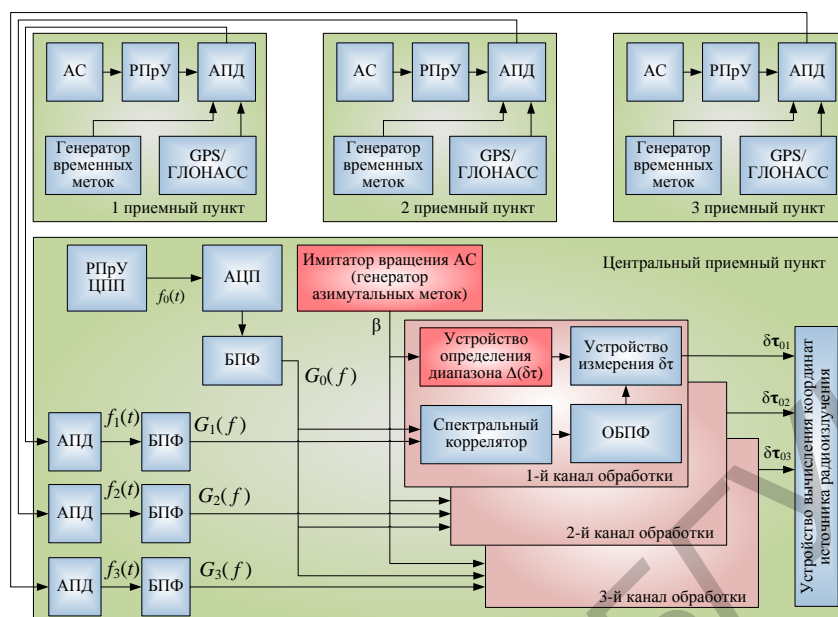 АС
РПрУ
АПД
Генератор
временных
меток
GPS/
ГЛОНАСС
1 приемный пункт
АС
РПрУ
АПД
Генератор
временных
меток
GPS/
ГЛОНАСС
2 приемный пункт
АС
РПрУ
АПД
Генератор
временных
меток
GPS/
ГЛОНАСС
3 приемный пункт
Центральный приемный пункт
РПрУ
ЦПП
f₀(t)
АЦП
БПФ
G₀(f)
Имитатор вращения АС
(генератор
азимутальных меток)
β
Устройство
определения
диапазона Δ(δτ)
Устройство
измерения δτ
Спектральный
коррелятор
ОБПФ
1-й канал обработки
2-й канал обработки
3-й канал обработки
δτ₀₁
δτ₀₂
δτ₀₃
Устройство вычисления координат
источника радиоизлучения
АПД
f₁(t)
БПФ
G₁(f)
АПД
f₂(t)
БПФ
G₂(f)
АПД
f₃(t)
БПФ
G₃(f)